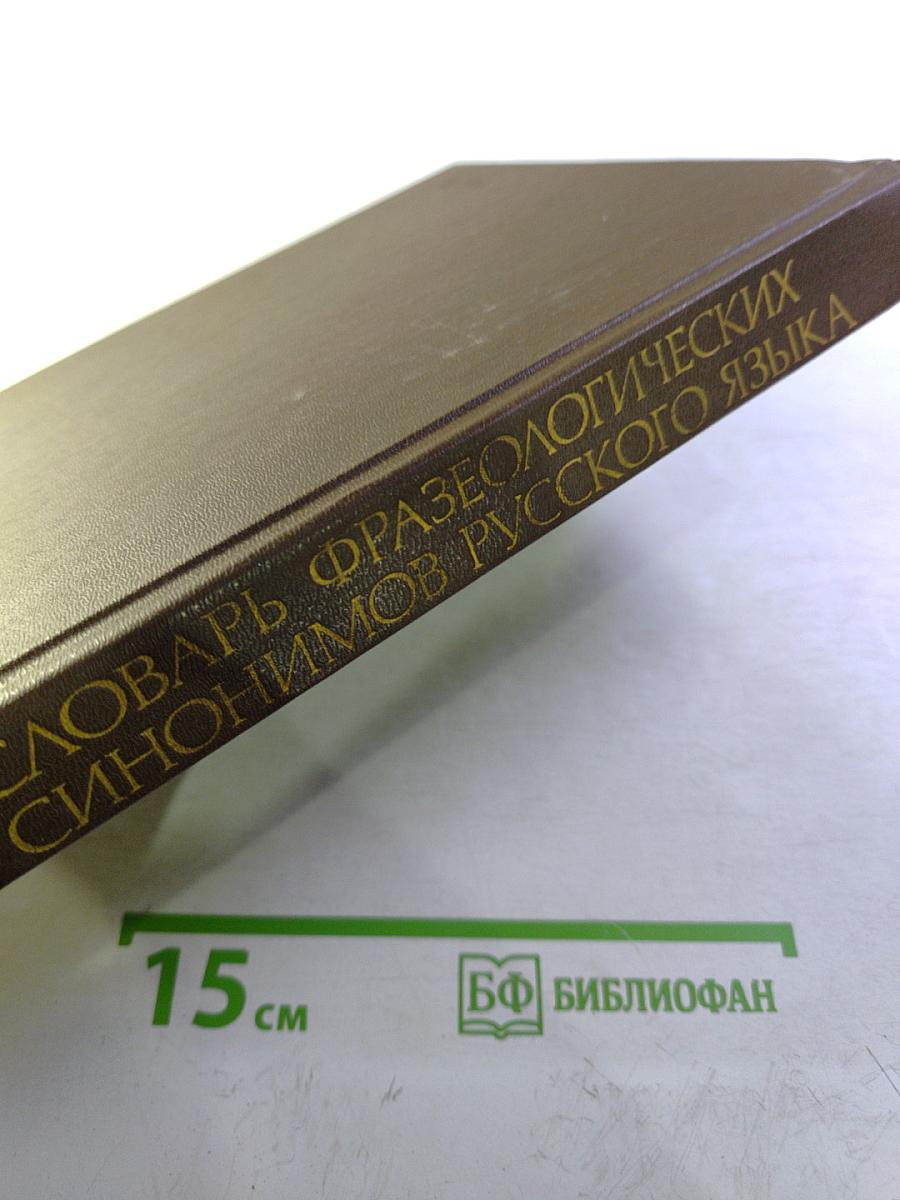 СЛОВАРЬ ФРАЗЕОЛОГИЧЕСКИХ
СИНОНИМОВ РУССКОГО ЯЗЫКА
15 см
БФ БИБЛИОФАН